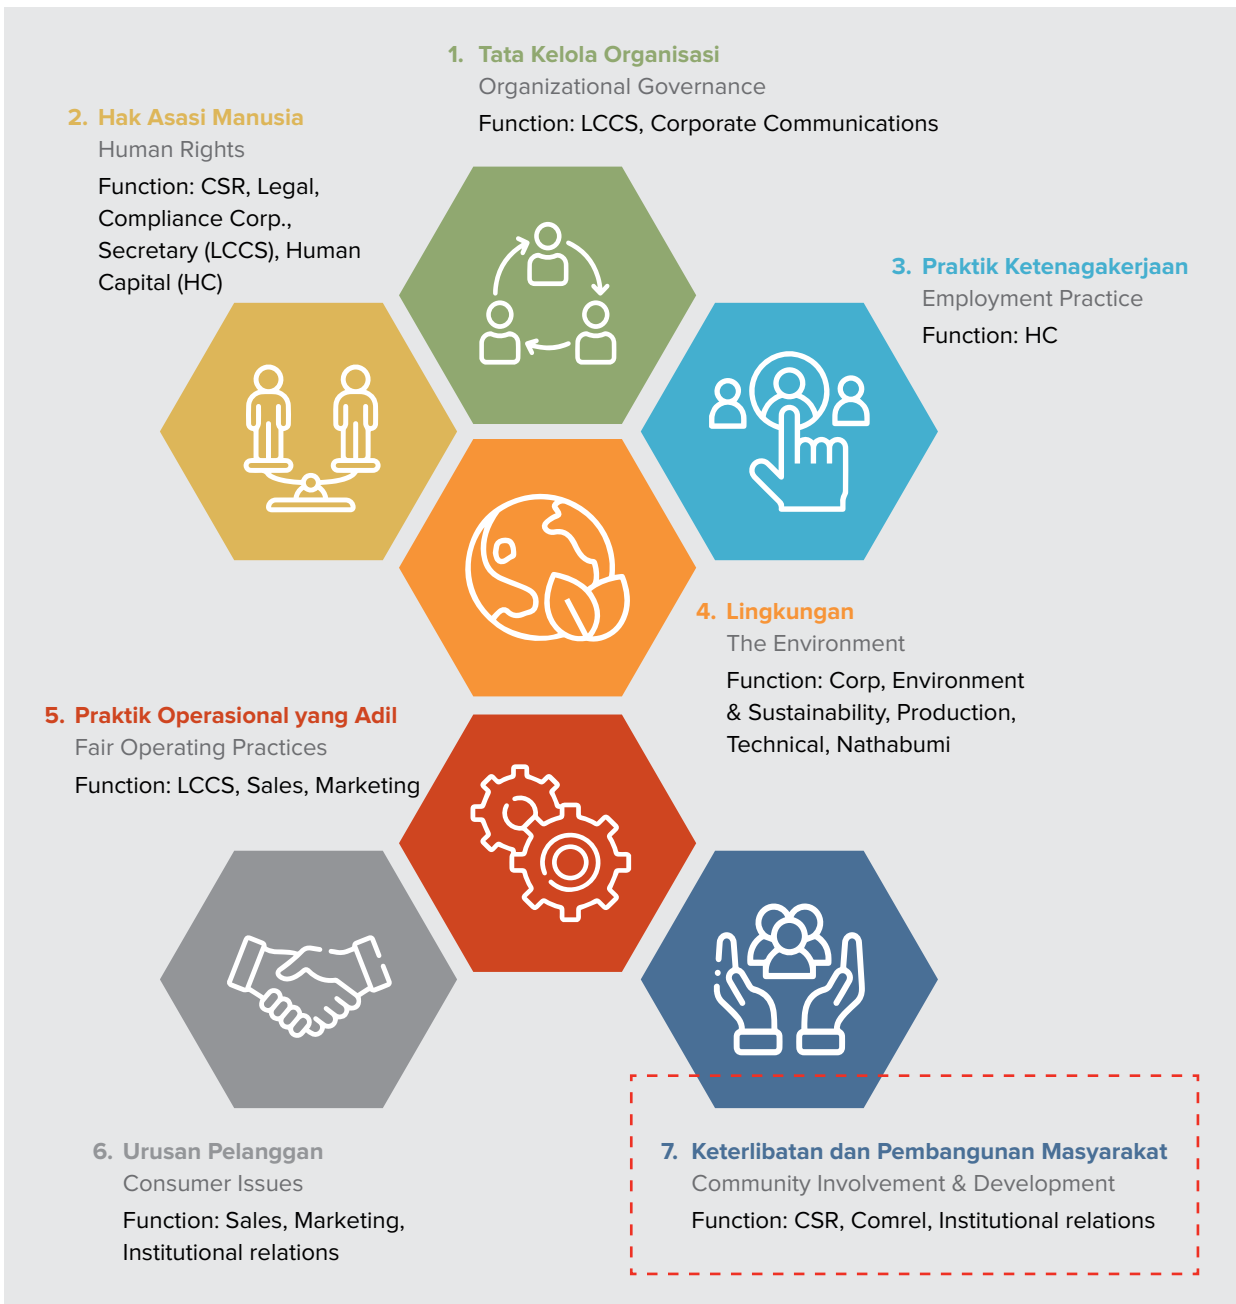 1. Tata Kelola Organisasi
Organizational Governance
Function: LCCS, Corporate Communications
2. Hak Asasi Manusia
Human Rights
Function: CSR, Legal,
Compliance Corp.,
Secretary (LCCS), Human
Capital (HC)
3. Praktik Ketenagakerjaan
Employment Practice
Function: HC
4. Lingkungan
The Environment
Function: Corp, Environment
& Sustainability, Production,
Technical, Nathabumi
5. Praktik Operasional yang Adil
Fair Operating Practices
Function: LCCS, Sales, Marketing
6. Urusan Pelanggan
Consumer Issues
Function: Sales, Marketing,
Institutional relations
7. Keterlibatan dan Pembangunan Masyarakat
Community Involvement & Development
Function: CSR, Comrel, Institutional relations